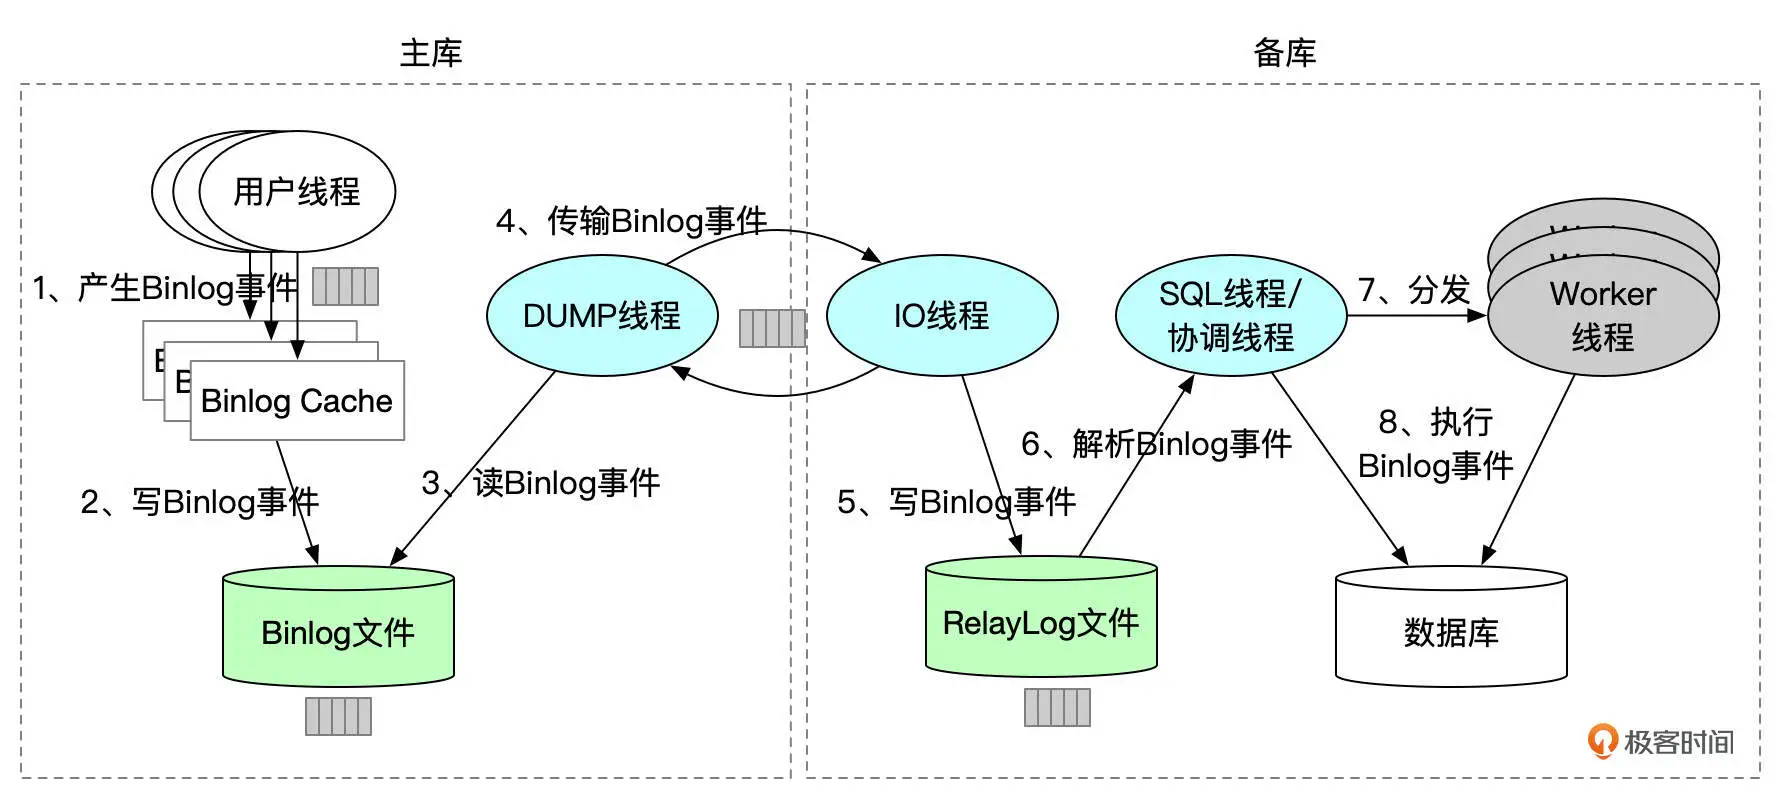 主库
备库
用户线程
1、产生Binlog事件
Binlog Cache
2、写Binlog事件
Binlog文件
3、读Binlog事件
DUMP线程
4、传输Binlog事件
IO线程
5、写Binlog事件
RelayLog文件
6、解析Binlog事件
SQL线程/
协调线程
7、分发
Worker
线程
8、执行
Binlog事件
数据库
极客时间